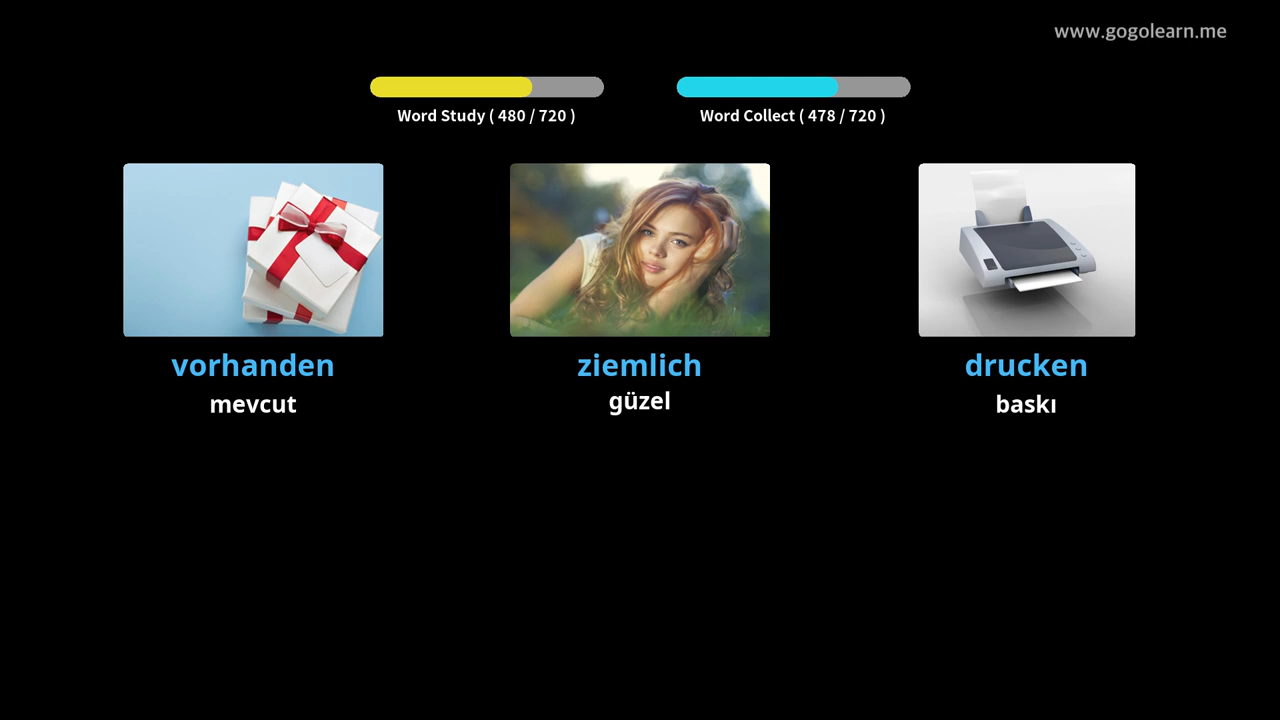 www.gogolearn.me
Word Study ( 480 / 720 )
Word Collect ( 478 / 720 )
vorhanden
mevcut
ziemlich
güzel
drucken
baskı